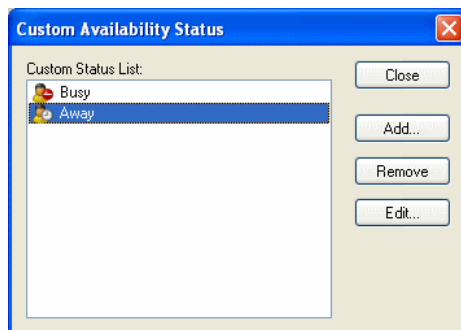 Custom Availability Status
Custom Status List:
Busy
Away
Close
Add...
Remove
Edit...